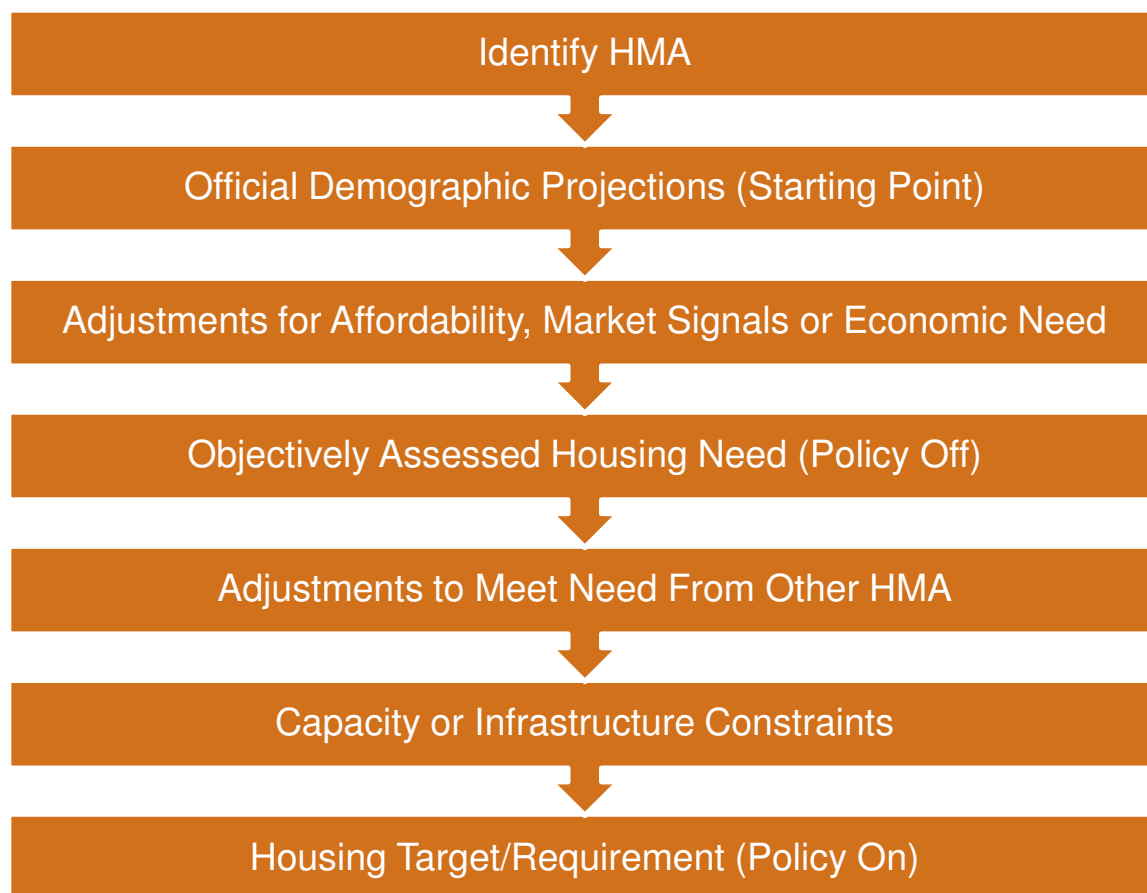 Identify HMA
Official Demographic Projections (Starting Point)
Adjustments for Affordability, Market Signals or Economic Need
Objectively Assessed Housing Need (Policy Off)
Adjustments to Meet Need From Other HMA
Capacity or Infrastructure Constraints
Housing Target/Requirement (Policy On)